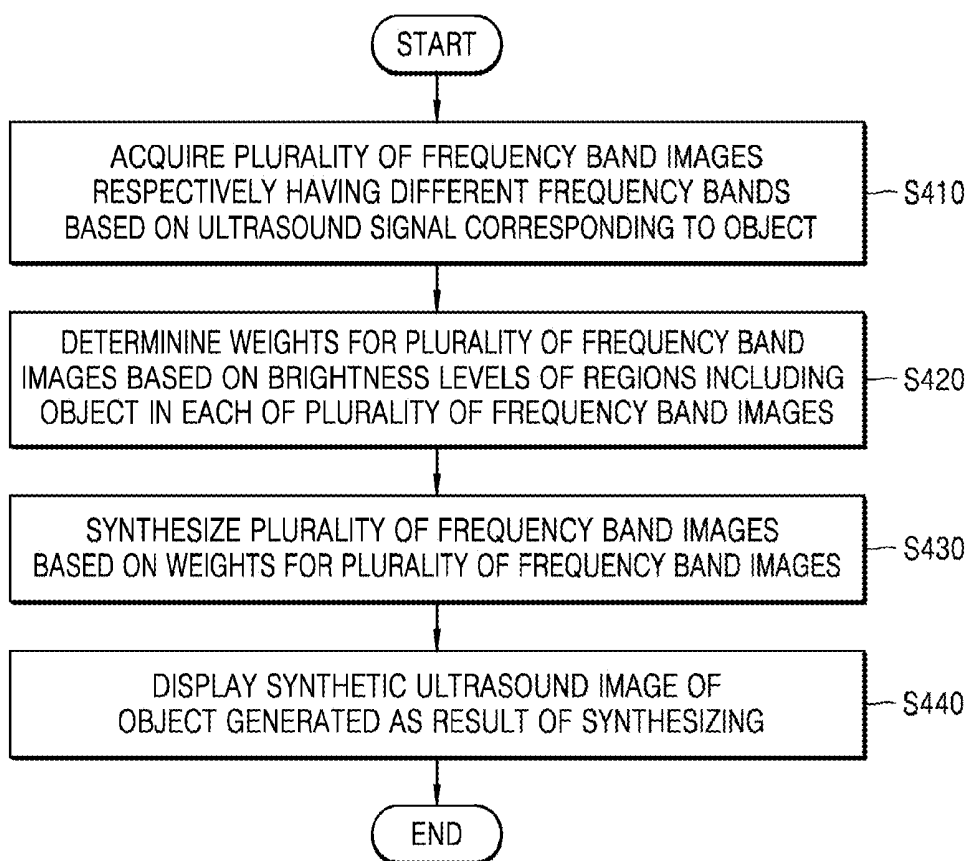 START
ACQUIRE PLURALITY OF FREQUENCY BAND IMAGES
RESPECTIVELY HAVING DIFFERENT FREQUENCY BANDS
BASED ON ULTRASOUND SIGNAL CORRESPONDING TO OBJECT
S410
DETERMININE WEIGHTS FOR PLURALITY OF FREQUENCY BAND
IMAGES BASED ON BRIGHTNESS LEVELS OF REGIONS INCLUDING
OBJECT IN EACH OF PLURALITY OF FREQUENCY BAND IMAGES
S420
SYNTHESIZE PLURALITY OF FREQUENCY BAND IMAGES
BASED ON WEIGHTS FOR PLURALITY OF FREQUENCY BAND IMAGES
S430
DISPLAY SYNTHETIC ULTRASOUND IMAGE OF
OBJECT GENERATED AS RESULT OF SYNTHESIZING
S440
END